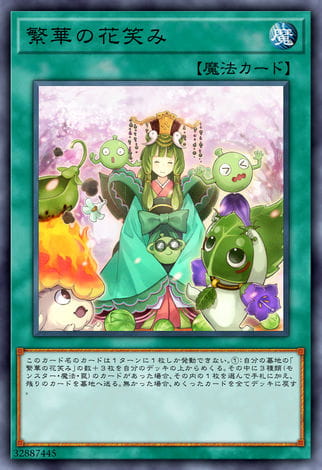 繁華の花笑み
魔
【魔法カード】
このカード名のカードは1ターンに1枚しか発動できない。①:自分の墓地の「
繁華の花笑み」の数+3枚を自分のデッキの上からめくる。その中に3種類(モ
ンスター・魔法・罠)のカードがあった場合、その内の1枚を選んで手札に加え、
残りのカードを墓地へ送る。無かった場合、めくったカードを全てデッキに戻す
。
32887445